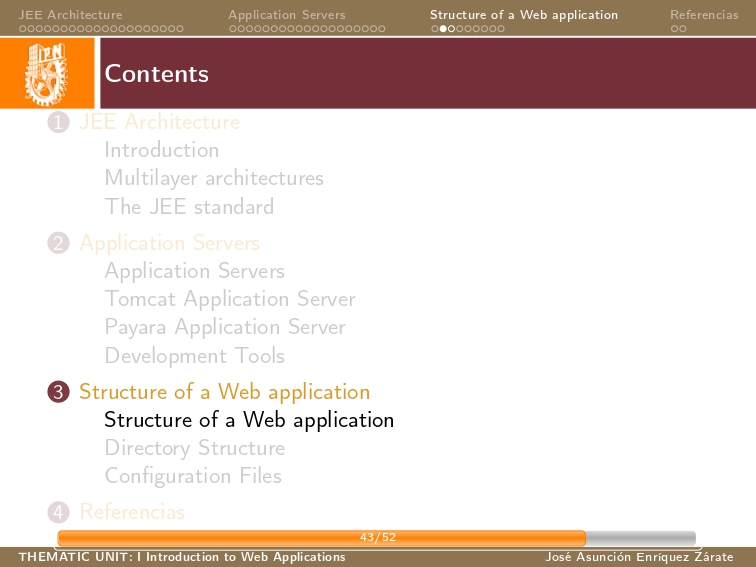 JEE Architecture Application Servers Structure of a Web application Referencias
IPN
Contents
1 JEE Architecture
Introduction
Multilayer architectures
The JEE standard
2 Application Servers
Application Servers
Tomcat Application Server
Payara Application Server
Development Tools
3 Structure of a Web application
Structure of a Web application
Directory Structure
Configuration Files
4 Referencias
43/52
THEMATIC UNIT: I Introduction to Web Applications José Asunción Enríquez Zárate